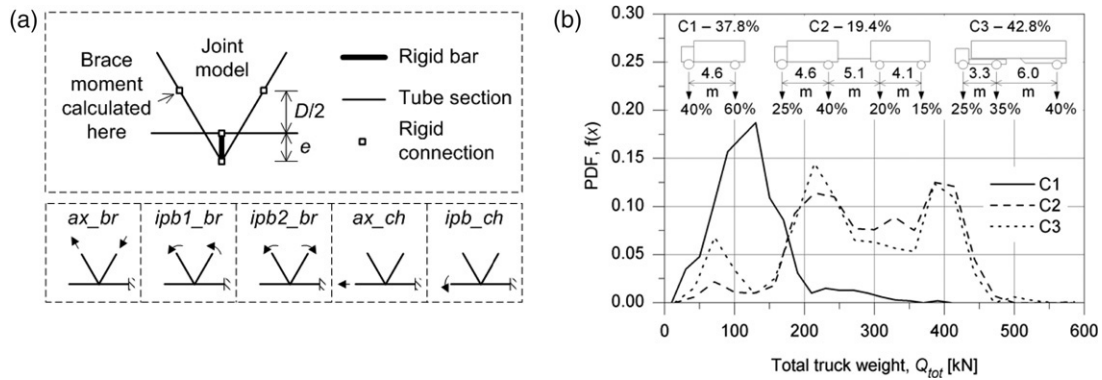 (a)
Joint
model
Brace
moment
calculated
here
D/2
e
Rigid bar
Tube section
Rigid
connection
ax_br
ipb1_br
ipb2_br
ax_ch
ipb_ch
(b)
PDF, f(x)
0.30
0.25
0.20
0.15
0.10
0.05
0.00
C1 – 37.8%
C2 – 19.4%
C3 – 42.8%
4.6
m
4.6
m
5.1
m
4.1
m
3.3
m
6.0
m
40%
60%
25%
40%
20%
15%
25%
35%
40%
C1
C2
C3
0
100
200
300
400
500
600
Total truck weight, Qtot [kN]